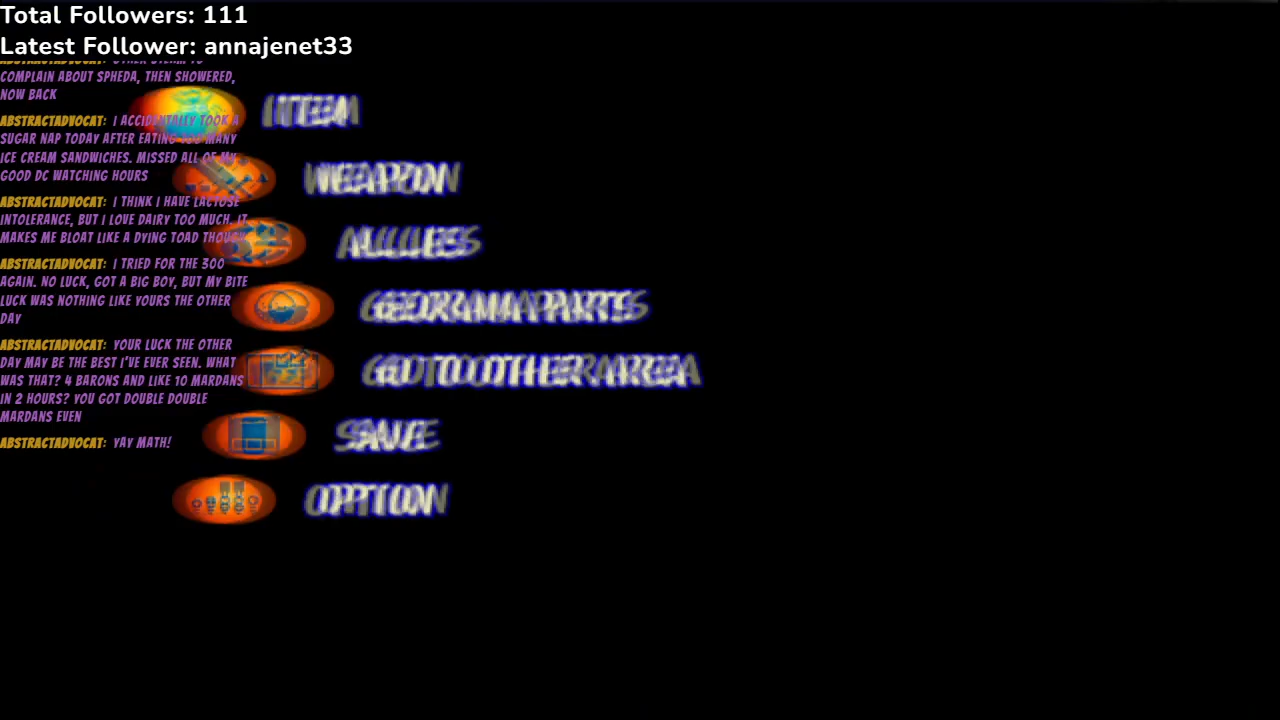 Total Followers: 111
Latest Follower: annajenet33
COMPLAIN ABOUT SPHEDA, THEN SHOWERED,
NOW BACK
ABSTRACTADVOCAT: I ACCIDENTALLY TOOK A
SUGAR NAP TODAY AFTER EATING TOO MANY
ICE CREAM SANDWICHES. MISSED ALL OF MY
GOOD DC WATCHING HOURS
ABSTRACTADVOCAT: I THINK I HAVE LACTOSE
INTOLERANCE, BUT I LOVE DAIRY TOO MUCH. IT
MAKES ME BLOAT LIKE A DYING TOAD THOUGH
ABSTRACTADVOCAT: I TRIED FOR THE 300
AGAIN. NO LUCK, GOT A BIG BOY, BUT MY BITE
LUCK WAS NOTHING LIKE YOURS THE OTHER
DAY
ABSTRACTADVOCAT: YOUR LUCK THE OTHER
DAY MAY BE THE BEST I'VE EVER SEEN. WHAT
WAS THAT? 4 BARONS AND LIKE 10 MARDANS
IN 2 HOURS? YOU GOT DOUBLE DOUBLE
MARDANS EVEN
ABSTRACTADVOCAT: YAY MATH!
ITEM
WEAPON
ALLIES
GEORAMA PARTS
GO TO OTHER AREA
SAVE
OPTION